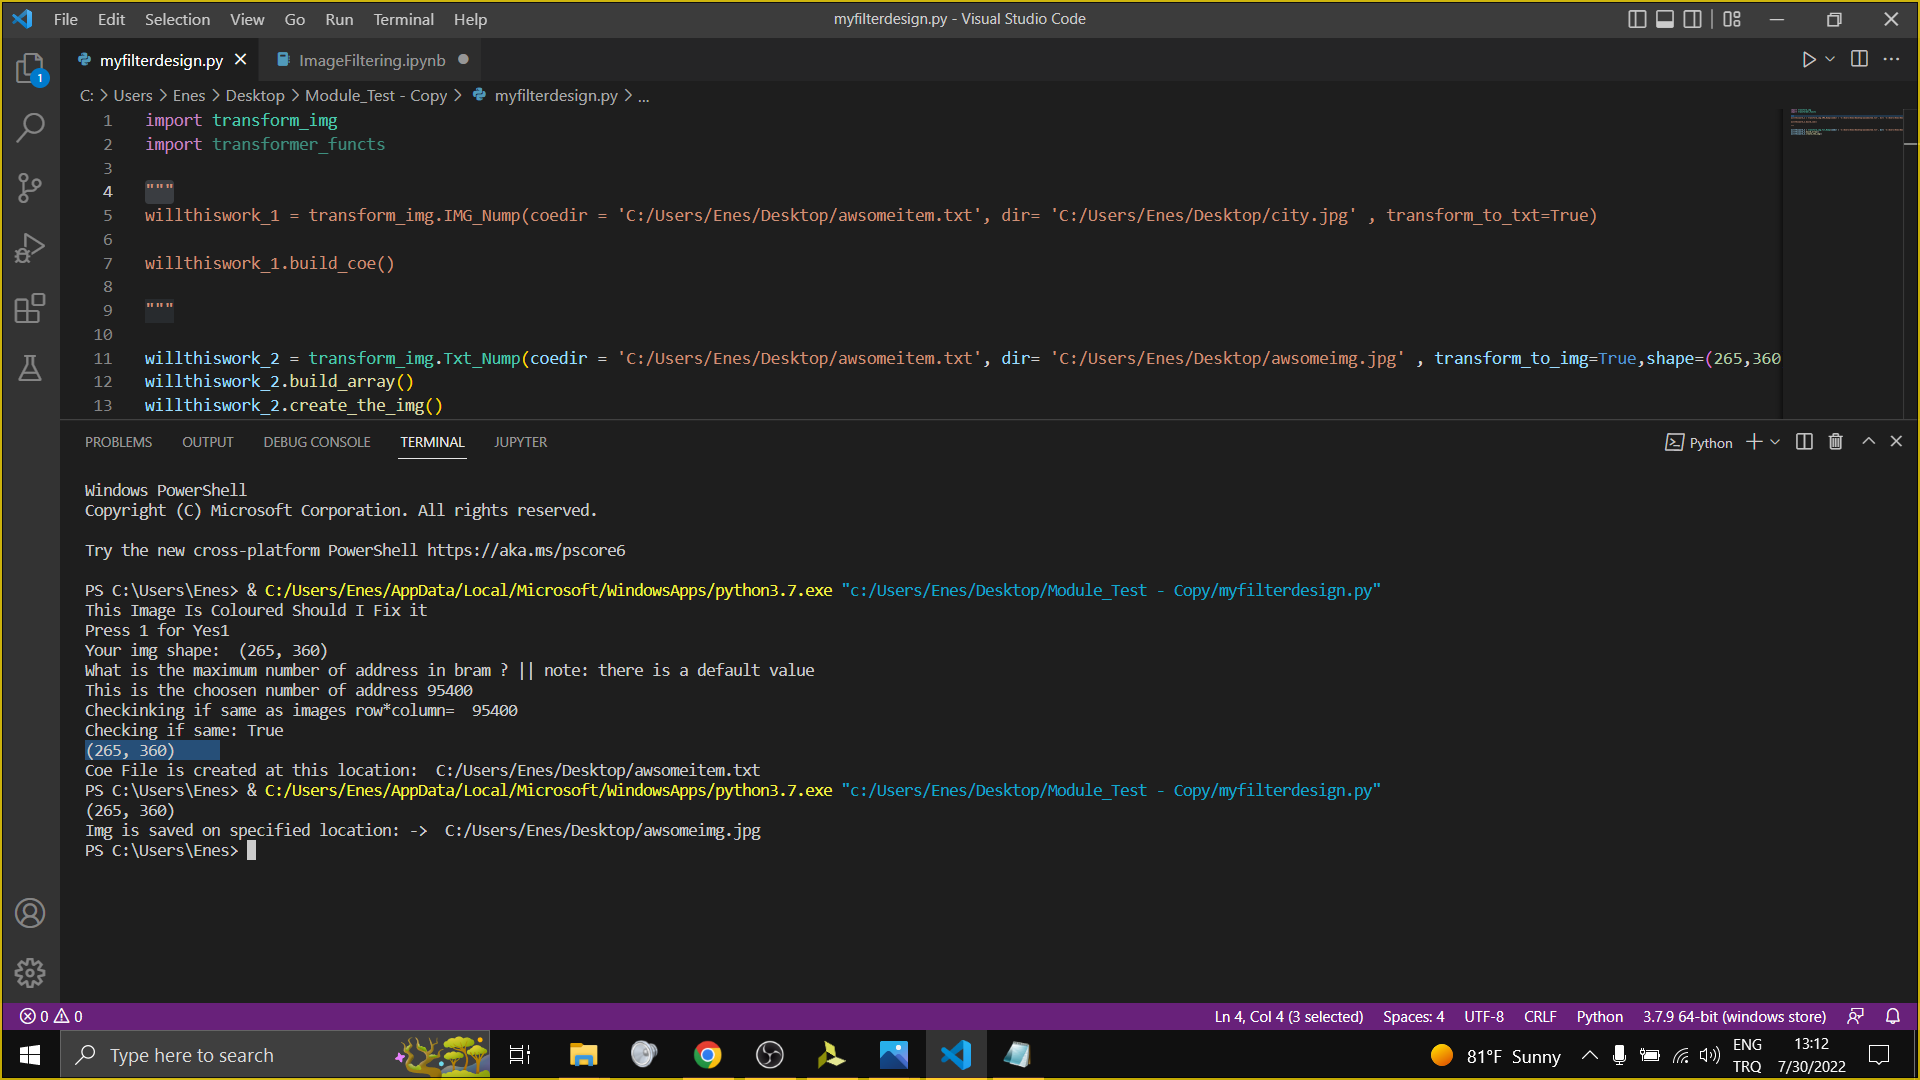 File Edit Selection View Go Run Terminal Help
myfilterdesign.py - Visual Studio Code
myfilterdesign.py
ImageFiltering.ipynb
C: > Users > Enes > Desktop > Module_Test - Copy > myfilterdesign.py > ...
1
1 import transform_img
2 import transformer_functs
3
4 """
5 willthiswork_1 = transform_img.IMG_Nump(coedir = 'C:/Users/Enes/Desktop/awsomeitem.txt', dir= 'C:/Users/Enes/Desktop/city.jpg' , transform_to_txt=True)
6
7 willthiswork_1.build_coe()
8
9 """
10
11 willthiswork_2 = transform_img.Txt_Nump(coedir = 'C:/Users/Enes/Desktop/awsomeitem.txt', dir= 'C:/Users/Enes/Desktop/awsomeimg.jpg' , transform_to_img=True,shape=(265,360
12 willthiswork_2.build_array()
13 willthiswork_2.create_the_img()
PROBLEMS OUTPUT DEBUG CONSOLE TERMINAL JUPYTER
Python
Windows PowerShell
Copyright (C) Microsoft Corporation. All rights reserved.
Try the new cross-platform PowerShell https://aka.ms/pscore6
PS C:\Users\Enes> & C:/Users/Enes/AppData/Local/Microsoft/WindowsApps/python3.7.exe "c:/Users/Enes/Desktop/Module_Test - Copy/myfilterdesign.py"
This Image Is Coloured Should I Fix it
Press 1 for Yes1
Your img shape:  (265, 360)
What is the maximum number of address in bram ? || note: there is a default value
This is the choosen number of address 95400
Checkinking if same as images row*column=  95400
Checking if same: True
(265, 360)
Coe File is created at this location:  C:/Users/Enes/Desktop/awsomeitem.txt
PS C:\Users\Enes> & C:/Users/Enes/AppData/Local/Microsoft/WindowsApps/python3.7.exe "c:/Users/Enes/Desktop/Module_Test - Copy/myfilterdesign.py"
(265, 360)
Img is saved on specified location: ->  C:/Users/Enes/Desktop/awsomeimg.jpg
PS C:\Users\Enes>
0 0
Ln 4, Col 4 (3 selected) Spaces: 4 UTF-8 CRLF Python 3.7.9 64-bit (windows store)
Type here to search
81°F Sunny
ENG
TRQ
13:12
7/30/2022